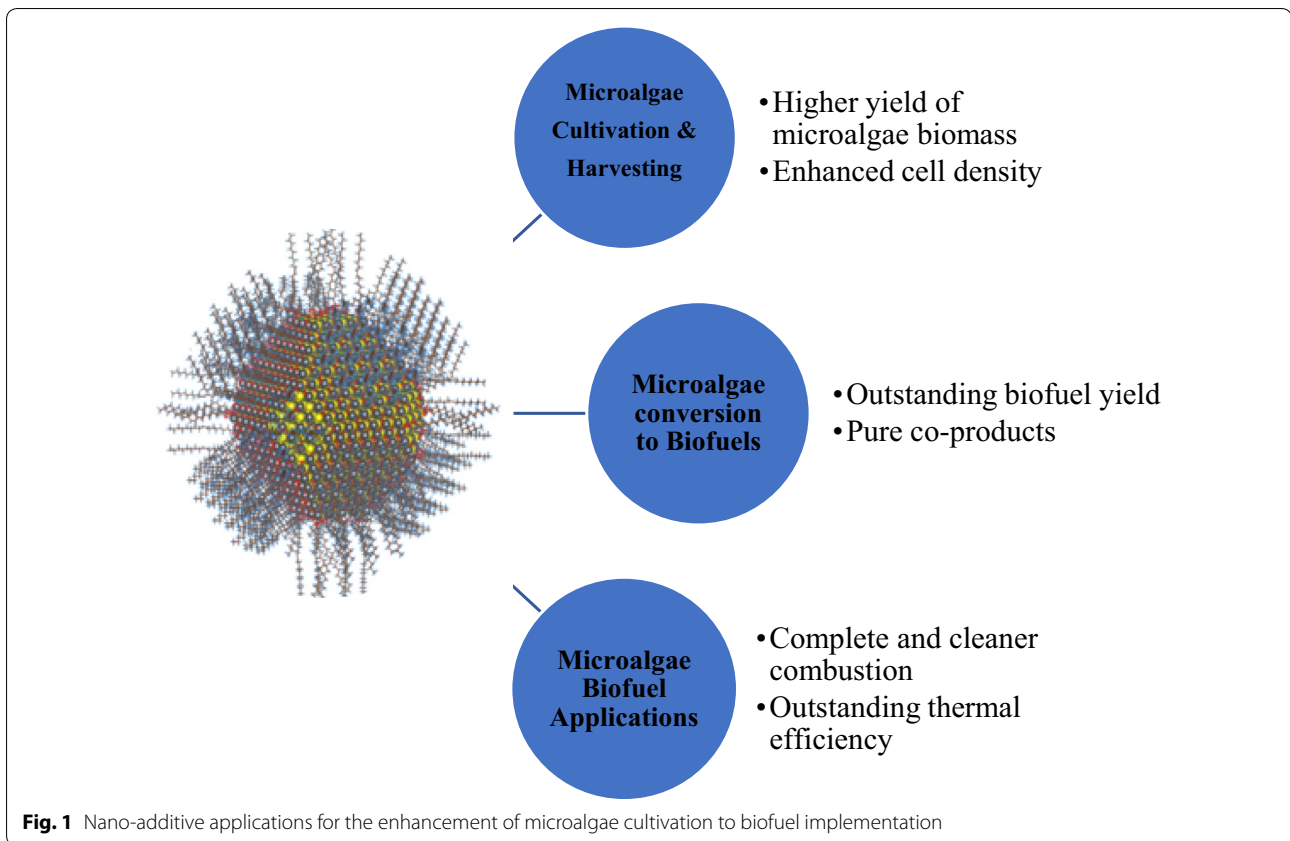 Microalgae
Cultivation &
Harvesting
•Higher yield of
microalgae biomass
•Enhanced cell density
Microalgae
conversion
to Biofuels
•Outstanding biofuel yield
•Pure co-products
Microalgae
Biofuel
Applications
•Complete and cleaner
combustion
•Outstanding thermal
efficiency
Fig. 1 Nano-additive applications for the enhancement of microalgae cultivation to biofuel implementation